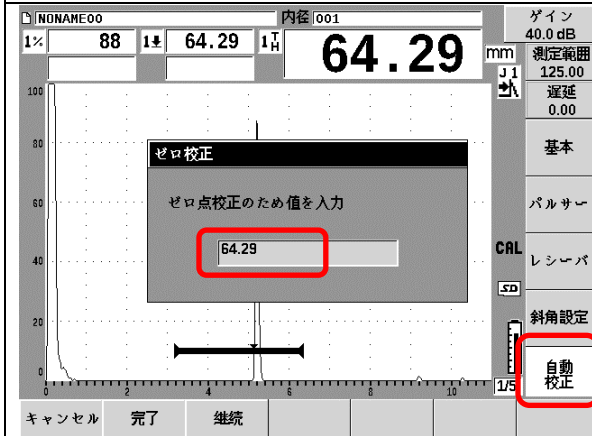 NONAME00
内径 001
1% 88
1 64.29
1 64.29 mm
ゲイン
40.0 dB
測定範囲
125.00
遅延
0.00
J 1
100
80
60
40
20
0
0 2 4 6 8 10
ゼロ校正
ゼロ点校正のため値を入力
64.29
CAL
SD
1/5
基本
パルサー
レシーバ
斜角設定
自動
校正
キャンセル 完了 継続